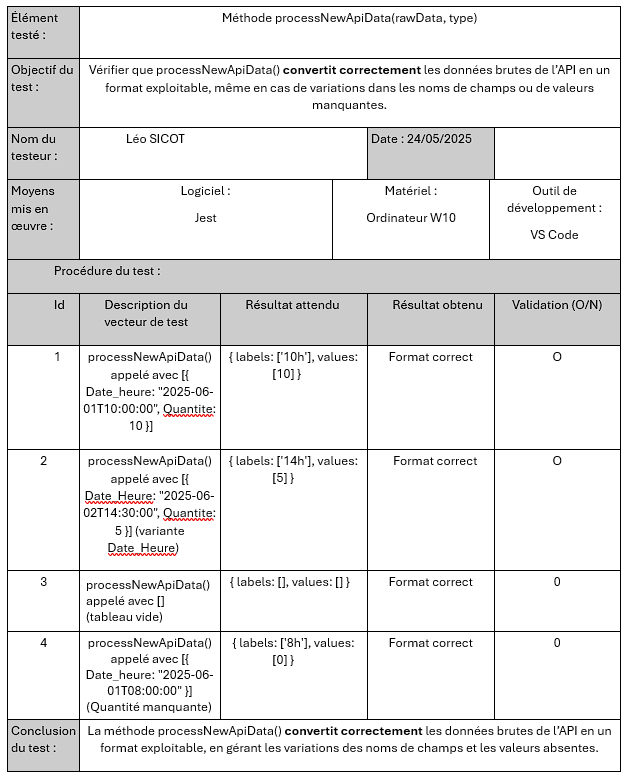 Élément
testé :
Méthode processNewApiData(rawData, type)
Objectif du
test :
Vérifier que processNewApiData() convertit correctement les données brutes de l’API en un
format exploitable, même en cas de variations dans les noms de champs ou de valeurs
manquantes.
Nom du
testeur :
Léo SICOT
Date : 24/05/2025
Moyens
mis en
œuvre :
Logiciel :
Jest
Matériel :
Ordinateur W10
Outil de
développement :
VS Code
Procédure du test :
Id
Description du
vecteur de test
Résultat attendu
Résultat obtenu
Validation (O/N)
1
processNewApiData()
appelé avec [{
Date_heure: "2025-06-
01T10:00:00", Quantite:
10 }]
{ labels: ['10h'], values:
[10] }
Format correct
O
2
processNewApiData()
appelé avec [{
Date_Heure: "2025-06-
02T14:30:00", Quantite:
5 }] (variante
Date_Heure)
{ labels: ['14h'], values:
[5] }
Format correct
O
3
processNewApiData()
appelé avec []
(tableau vide)
{ labels: [], values: [] }
Format correct
0
4
processNewApiData()
appelé avec [{
Date_heure: "2025-06-
01T08:00:00" }]
(Quantité manquante)
{ labels: ['8h'], values:
[0] }
Format correct
0
Conclusion
du test :
La méthode processNewApiData() convertit correctement les données brutes de l’API en un
format exploitable, en gérant les variations des noms de champs et les valeurs absentes.